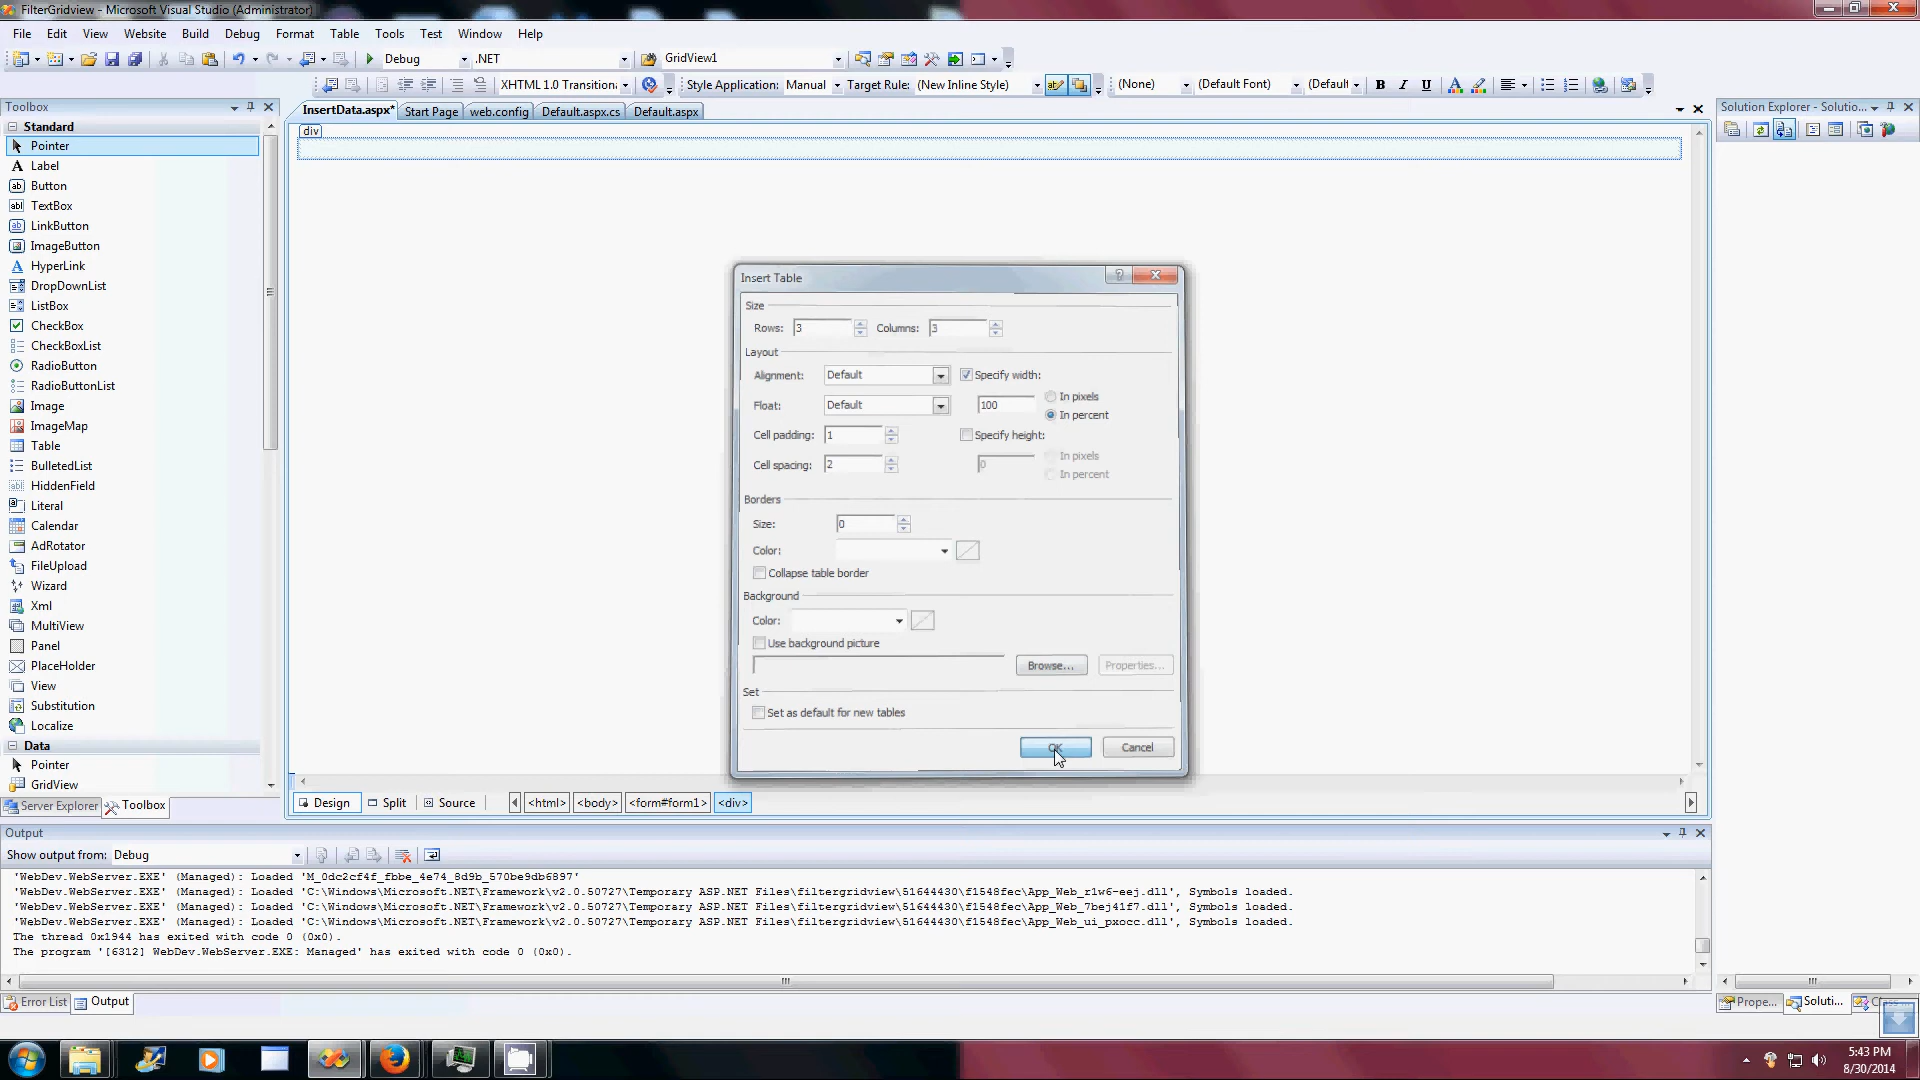 FilterGridview - Microsoft Visual Studio (Administrator)
File Edit View Website Build Debug Format Table Tools Test Window Help
Debug .NET GridView1
XHTML 1.0 Transition Style Application: Manual Target Rule: (New Inline Style) (None) (Default Font) (Default B I U
Toolbox
InsertData.aspx* Start Page web.config Default.aspx.cs Default.aspx
Solution Explorer - Solutio...
Standard
Pointer
Label
Button
TextBox
LinkButton
ImageButton
HyperLink
DropDownList
ListBox
CheckBox
CheckBoxList
RadioButton
RadioButtonList
Image
ImageMap
Table
BulletedList
HiddenField
Literal
Calendar
AdRotator
FileUpload
Wizard
Xml
MultiView
Panel
PlaceHolder
View
Substitution
Localize
Data
Pointer
GridView
Server Explorer Toolbox
div
Insert Table
Size
Rows: 3 Columns: 3
Layout
Alignment: Default Specify width:
Float: Default 100 In pixels
In percent
Cell padding: 1 Specify height:
Cell spacing: 2 0 In pixels
In percent
Borders
Size: 0
Color:
Collapse table border
Background
Color:
Use background picture
Browse... Properties...
Set
Set as default for new tables
OK Cancel
Design Split Source <html> <body> <form#form1> <div>
Output
Show output from: Debug
'WebDev.WebServer.EXE' (Managed): Loaded 'M_0dc2cf4f_fbbe_4e74_8d9b_570be9db6897'
'WebDev.WebServer.EXE' (Managed): Loaded 'C:\Windows\Microsoft.NET\Framework\v2.0.50727\Temporary ASP.NET Files\filtergridview\51644430\f1548fec\App_Web_r1w6-eej.dll', Symbols loaded.
'WebDev.WebServer.EXE' (Managed): Loaded 'C:\Windows\Microsoft.NET\Framework\v2.0.50727\Temporary ASP.NET Files\filtergridview\51644430\f1548fec\App_Web_7bej41f7.dll', Symbols loaded.
'WebDev.WebServer.EXE' (Managed): Loaded 'C:\Windows\Microsoft.NET\Framework\v2.0.50727\Temporary ASP.NET Files\filtergridview\51644430\f1548fec\App_Web_ui_pxocc.dll', Symbols loaded.
The thread 0x1944 has exited with code 0 (0x0).
The program '[6312] WebDev.WebServer.EXE: Managed' has exited with code 0 (0x0).
Error List Output
Prope... Soluti...
5:43 PM
8/30/2014